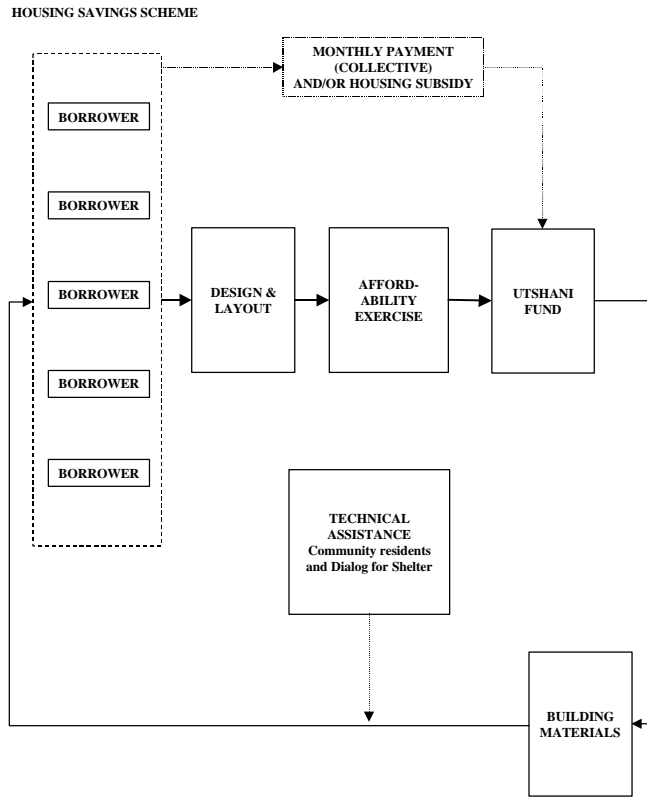 HOUSING SAVINGS SCHEME
MONTHLY PAYMENT
(COLLECTIVE)
AND/OR HOUSING SUBSIDY
BORROWER
BORROWER
BORROWER
BORROWER
BORROWER
DESIGN &
LAYOUT
AFFORD-
ABILITY
EXERCISE
UTSHANI
FUND
TECHNICAL
ASSISTANCE
Community residents
and Dialog for Shelter
BUILDING
MATERIALS